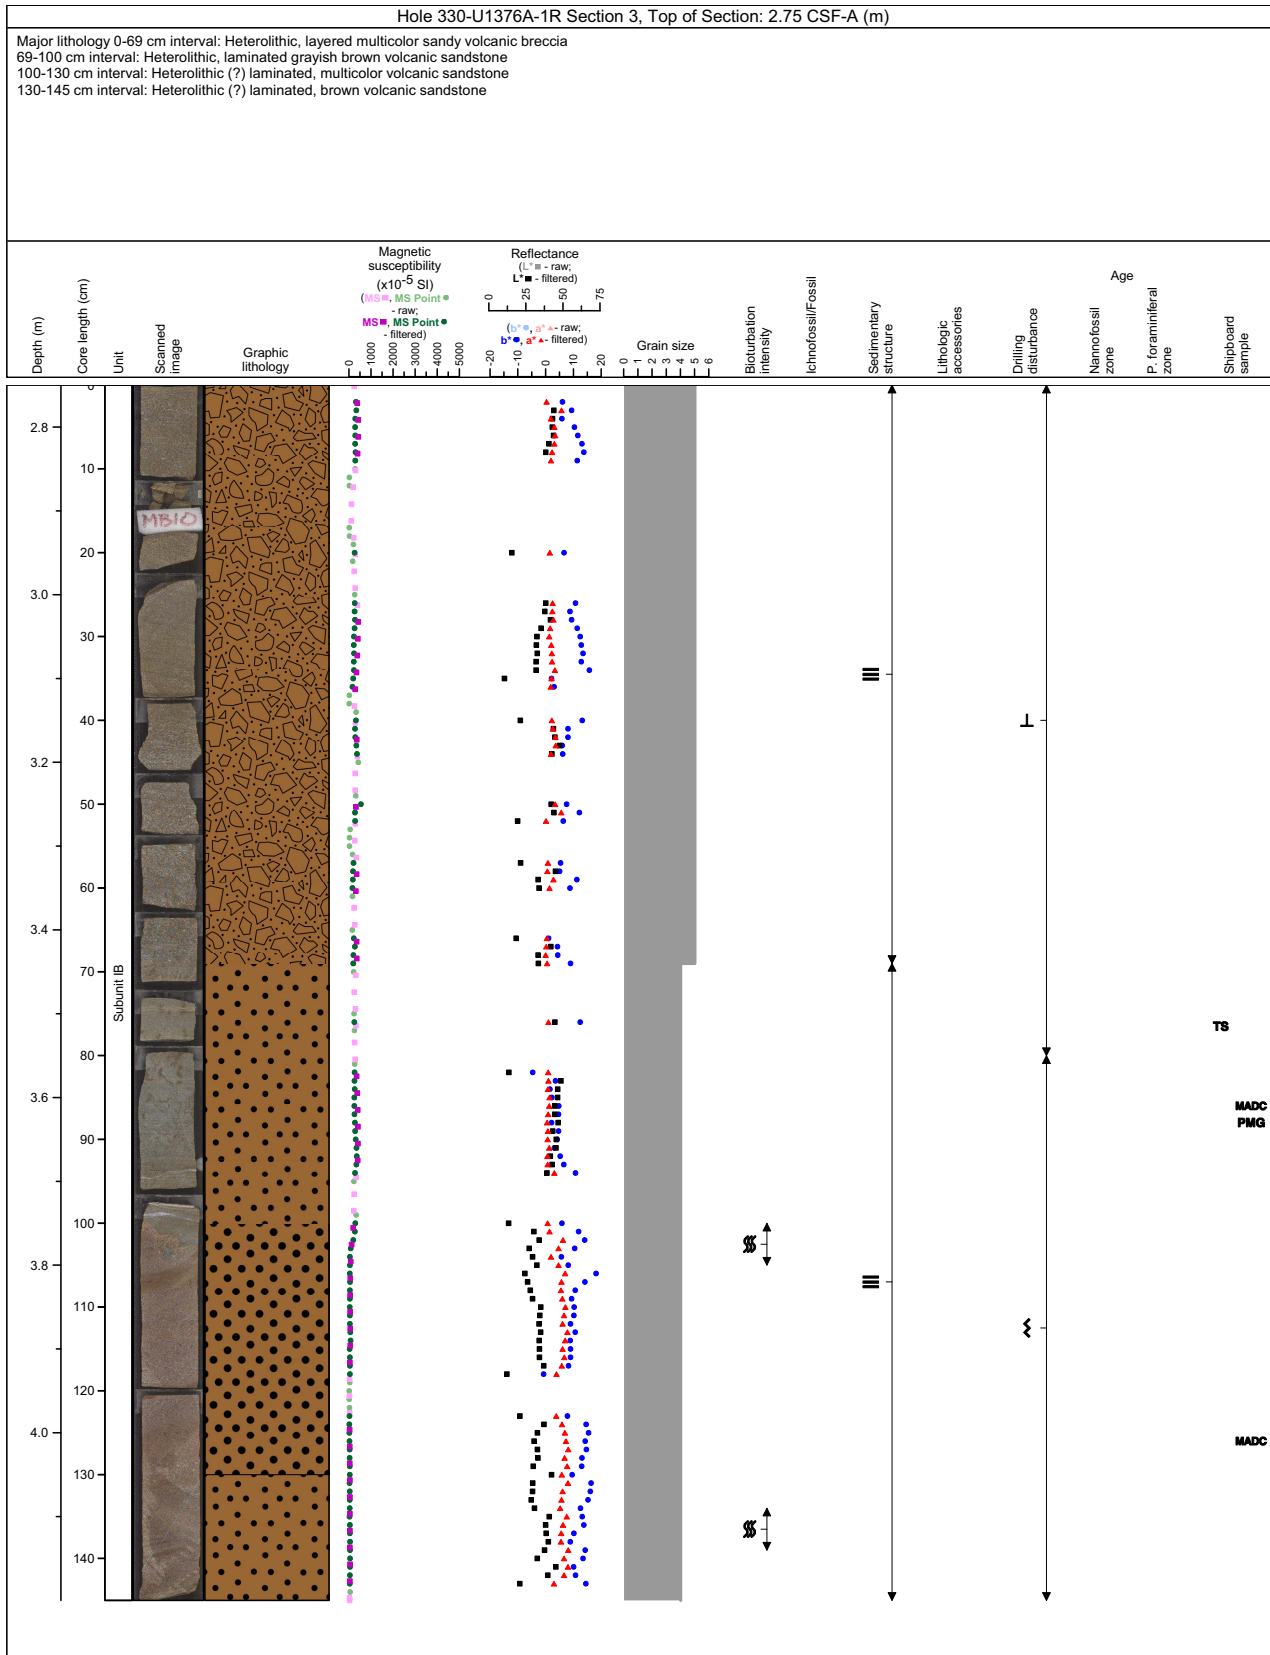 Hole 330-U1376A-1R Section 3, Top of Section: 2.75 CSF-A (m)
Major lithology 0-69 cm interval: Heterolithic, layered multicolor sandy volcanic breccia
69-100 cm interval: Heterolithic, laminated grayish brown volcanic sandstone
100-130 cm interval: Heterolithic (?) laminated, multicolor volcanic sandstone
130-145 cm interval: Heterolithic (?) laminated, brown volcanic sandstone
Depth (m)
Core length (cm)
Unit
Scanned
image
Graphic
lithology
Magnetic
susceptibility
(x10-5 SI)
(MS, MS Point
- raw;
MS, MS Point
- filtered)
0 1000 2000 3000 4000 5000
Reflectance
(L* - raw;
L* - filtered)
0 25 50 75
(b*, a* - raw;
b*, a* - filtered)
-20 -10 0 10 20
Grain size
0 1 2 3 4 5 6
Bioturbation
intensity
Ichnofossil/Fossil
Sedimentary
structure
Lithologic
accessories
Drilling
disturbance
Age
Nannofossil
zone
P. foraminiferal
zone
Shipboard
sample
0
2.8
10
MB10
20
3.0
30
40
3.2
50
60
3.4
70
Subunit IB
TS
80
3.6
MADC
90
PMG
100
3.8
110
120
4.0
MADC
130
140